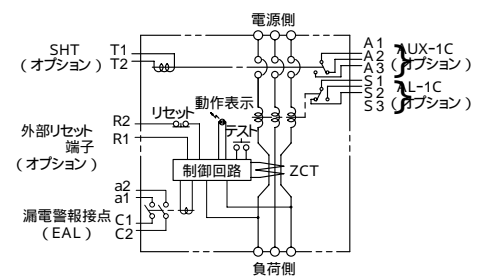 電源側
SHT
(オプション)
T1
T2
A1
A2
A3
AUX-1C
(オプション)
S1
S2
S3
AL-1C
(オプション)
動作表示
リセット
テスト
外部リセット
端子
(オプション)
R2
R1
制御回路
ZCT
a2
a1
漏電警報接点
(EAL)
C1
C2
負荷側